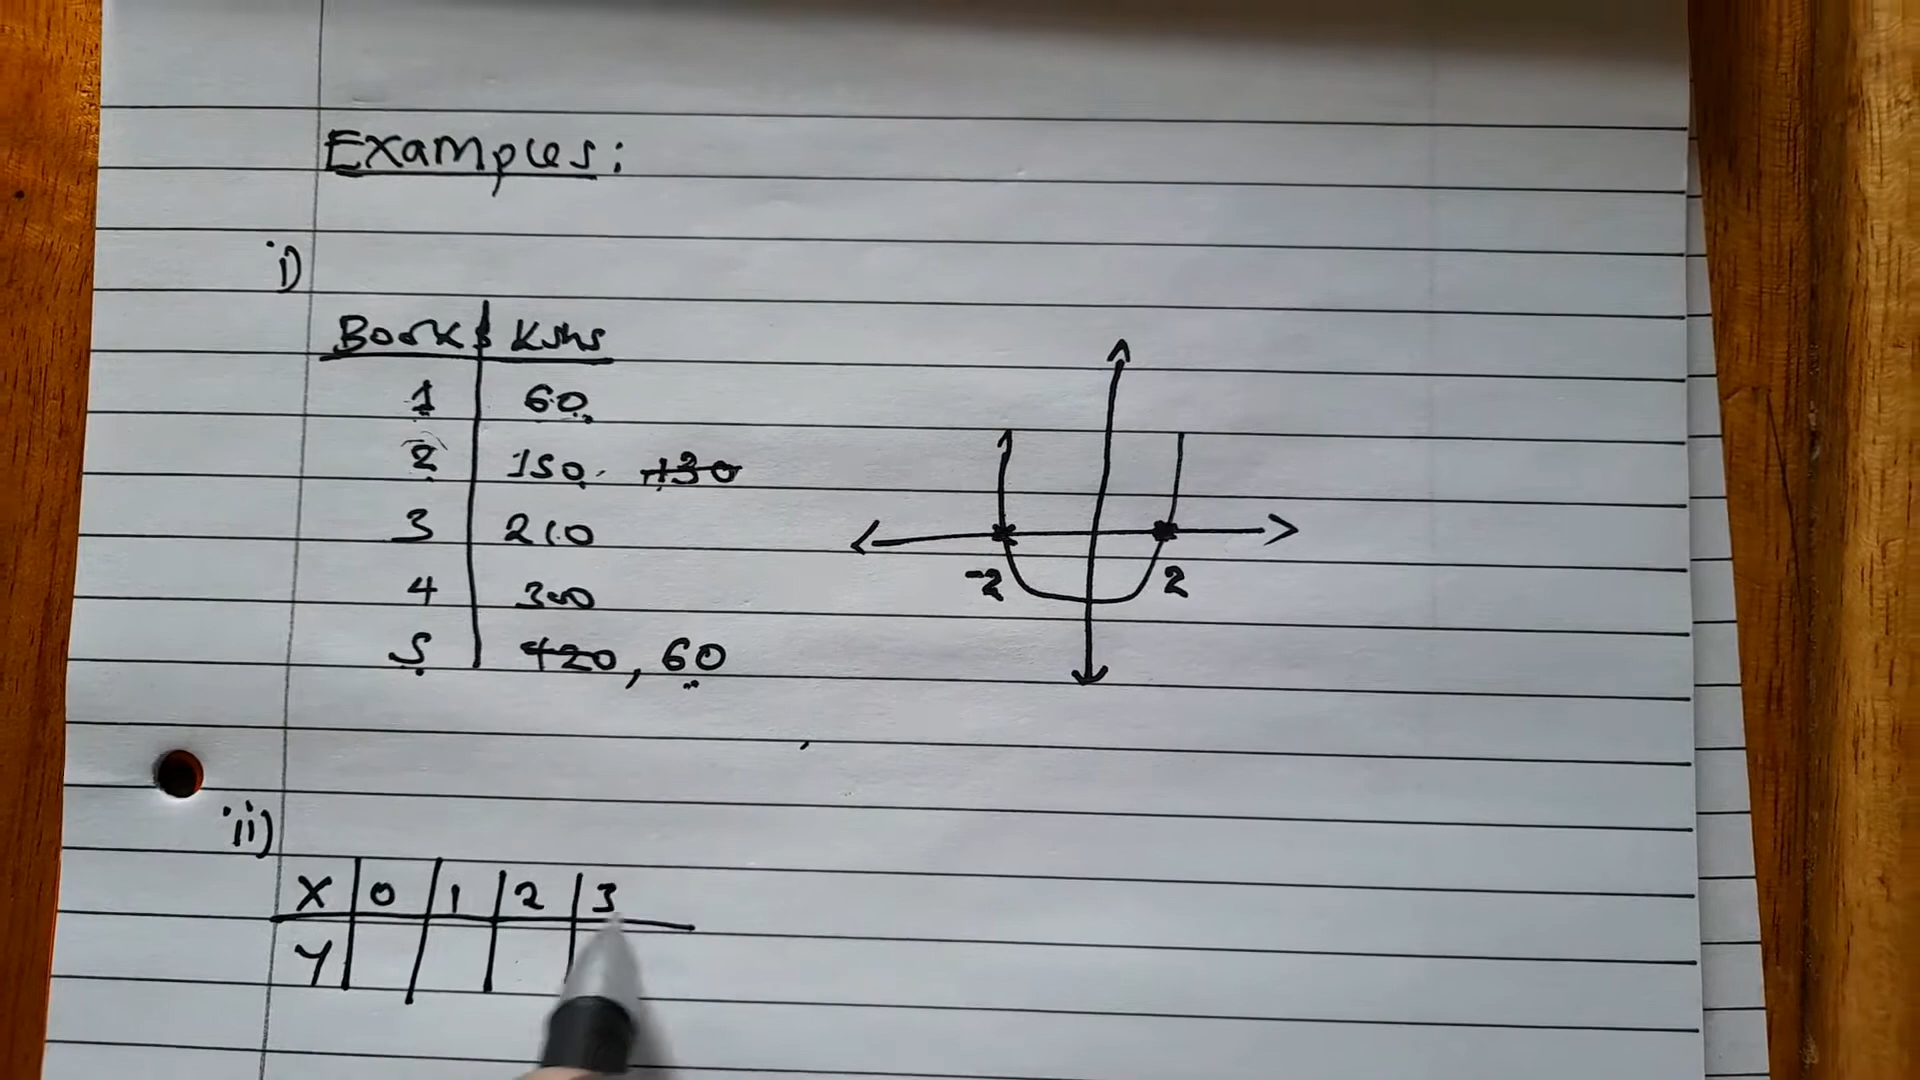 Examples:
i)
Books Kshs
1 60
2 150 130
3 210
4 300
5 420, 60
-2 2
ii)
X 0 1 2 3
Y